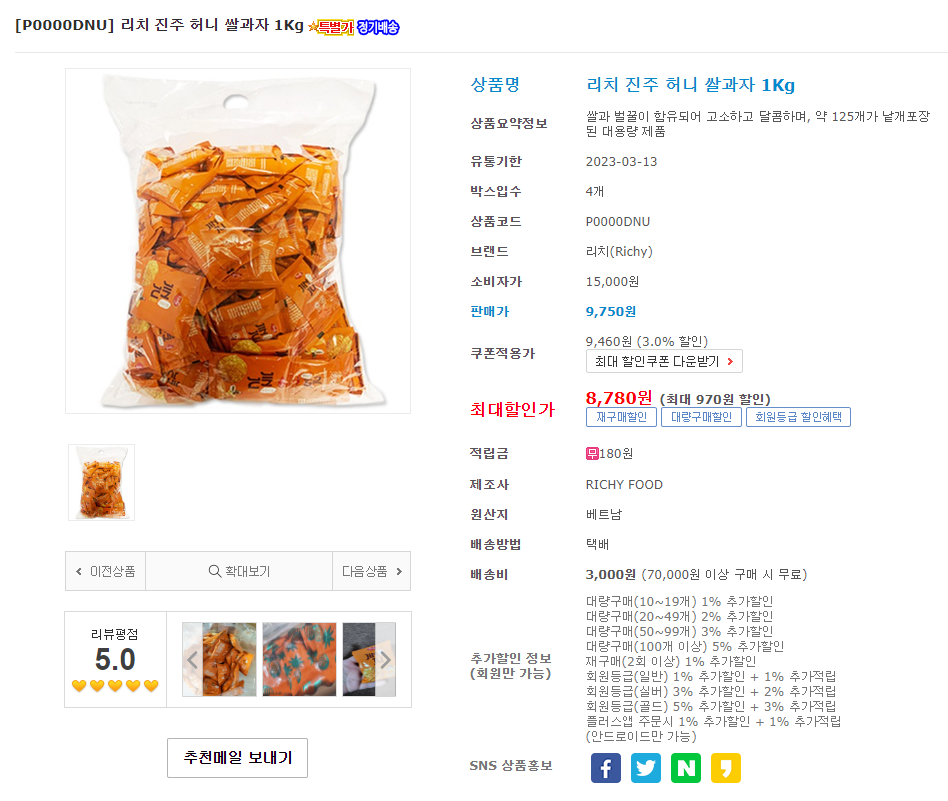 [P0000DNU] 리치 진주 허니 쌀과자 1Kg 특별가 정기배송
상품명 리치 진주 허니 쌀과자 1Kg
상품요약정보 쌀과 벌꿀이 함유되어 고소하고 달콤하며, 약 125개가 낱개포장
된 대용량 제품
유통기한 2023-03-13
박스입수 4개
상품코드 P0000DNU
브랜드 리치(Richy)
소비자가 15,000원
판매가 9,750원
쿠폰적용가 9,460원 (3.0% 할인)
최대 할인쿠폰 다운받기
최대할인가 8,780원 (최대 970원 할인)
재구매할인 대량구매할인 회원등급 할인혜택
적립금 무 180원
제조사 RICHY FOOD
원산지 베트남
배송방법 택배
배송비 3,000원 (70,000원 이상 구매 시 무료)
추가할인 정보
(회원만 가능)
대량구매(10~19개) 1% 추가할인
대량구매(20~49개) 2% 추가할인
대량구매(50~99개) 3% 추가할인
대량구매(100개 이상) 5% 추가할인
재구매(2회 이상) 1% 추가할인
회원등급(일반) 1% 추가할인 + 1% 추가적립
회원등급(실버) 3% 추가할인 + 2% 추가적립
회원등급(골드) 5% 추가할인 + 3% 추가적립
플러스앱 주문시 1% 추가할인 + 1% 추가적립
(안드로이드만 가능)
SNS 상품홍보
JIN
JU
JIN
JU
이전상품 확대보기 다음상품
리뷰평점
5.0
추천메일 보내기